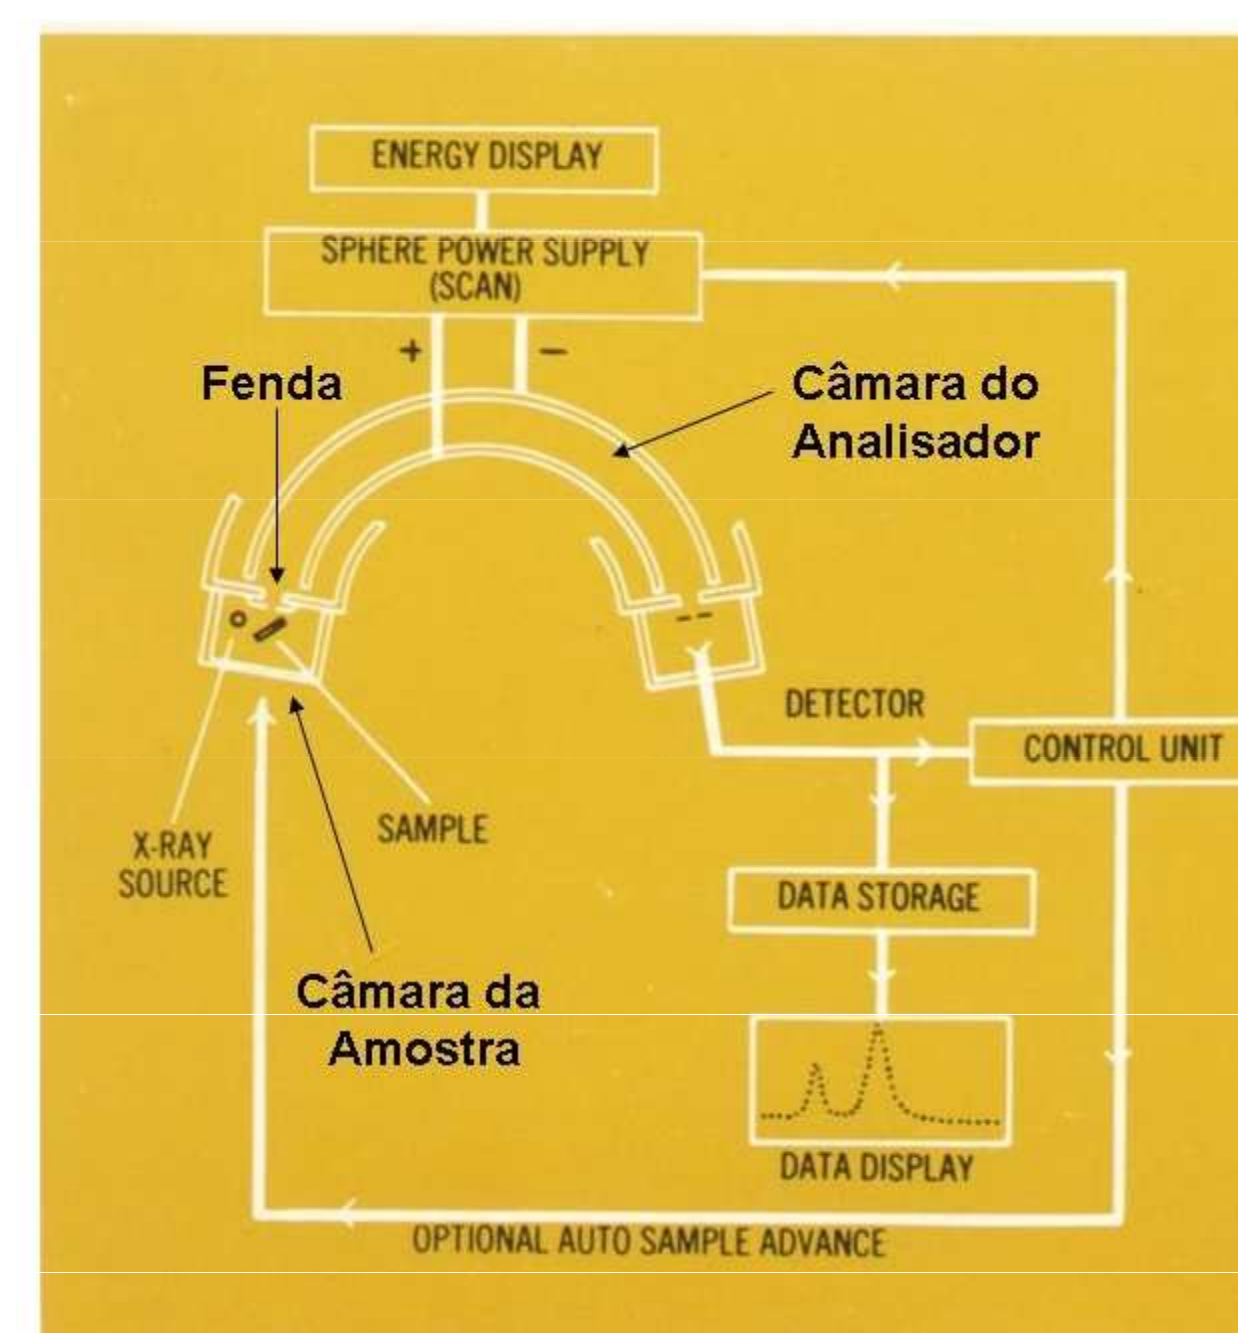 ENERGY DISPLAY
SPHERE POWER SUPPLY
(SCAN)
+
−
Fenda
Câmara do
Analisador
DETECTOR
CONTROL UNIT
X-RAY
SOURCE
SAMPLE
DATA STORAGE
Câmara da
Amostra
DATA DISPLAY
OPTIONAL AUTO SAMPLE ADVANCE